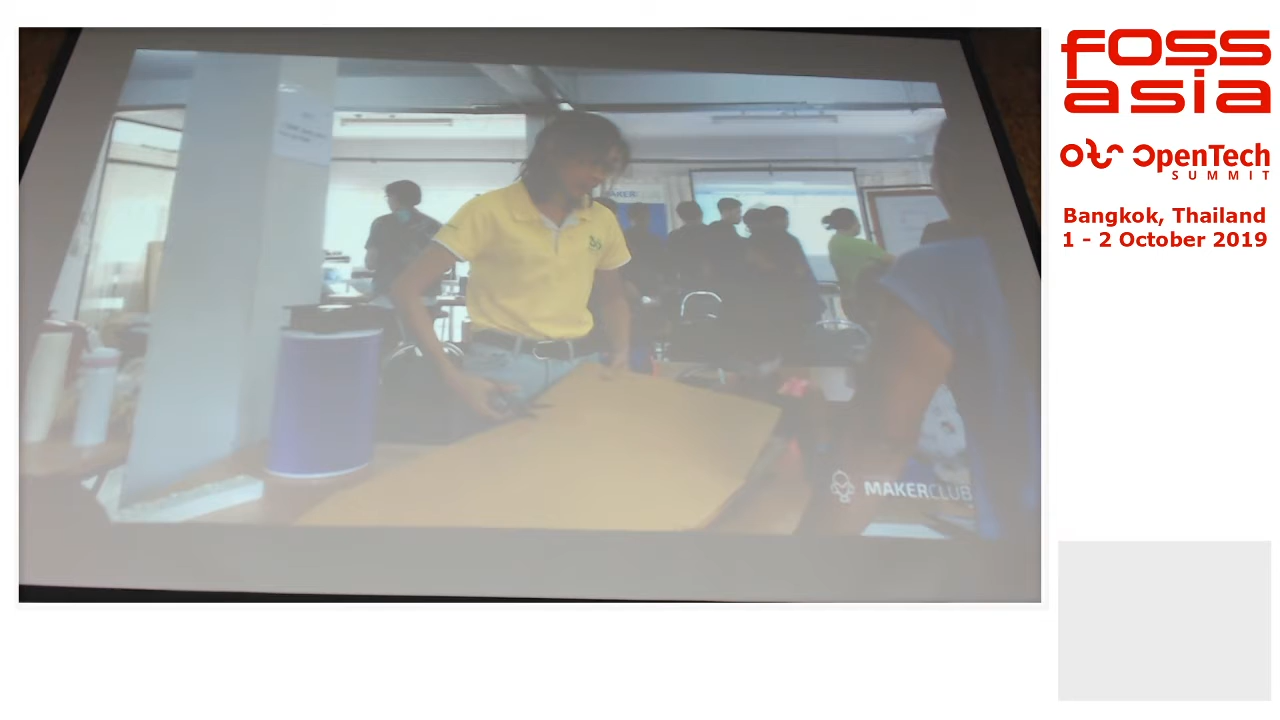 MAKERCLUB
foss
asia
OpenTech
SUMMIT
Bangkok, Thailand
1 - 2 October 2019